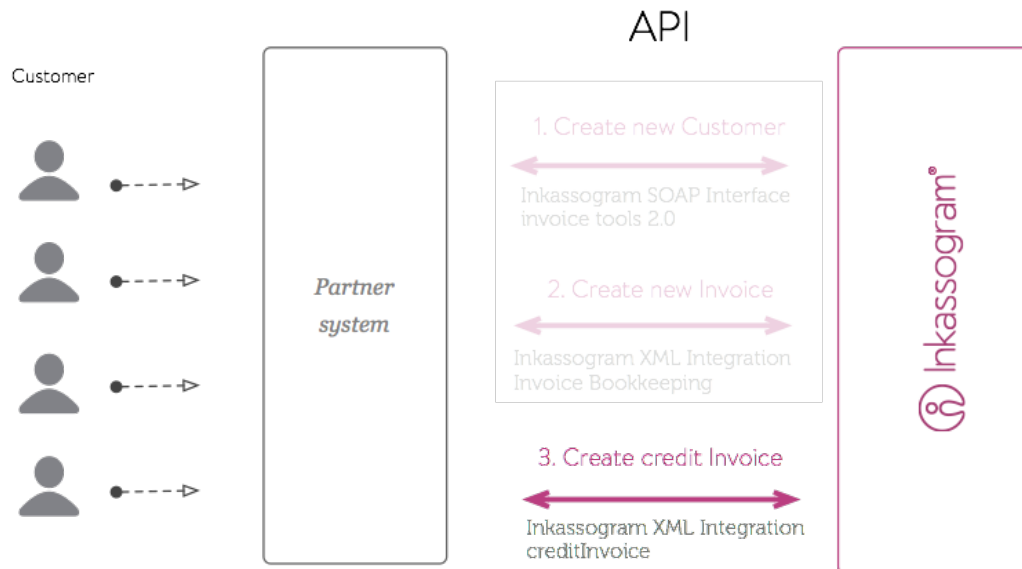 API
Customer
1. Create new Customer
Inkassogram SOAP Interface
invoice tools 2.0
Partner
system
2. Create new Invoice
Inkassogram XML Integration
Invoice Bookkeeping
3. Create credit Invoice
Inkassogram XML Integration
creditInvoice
Inkassogram®